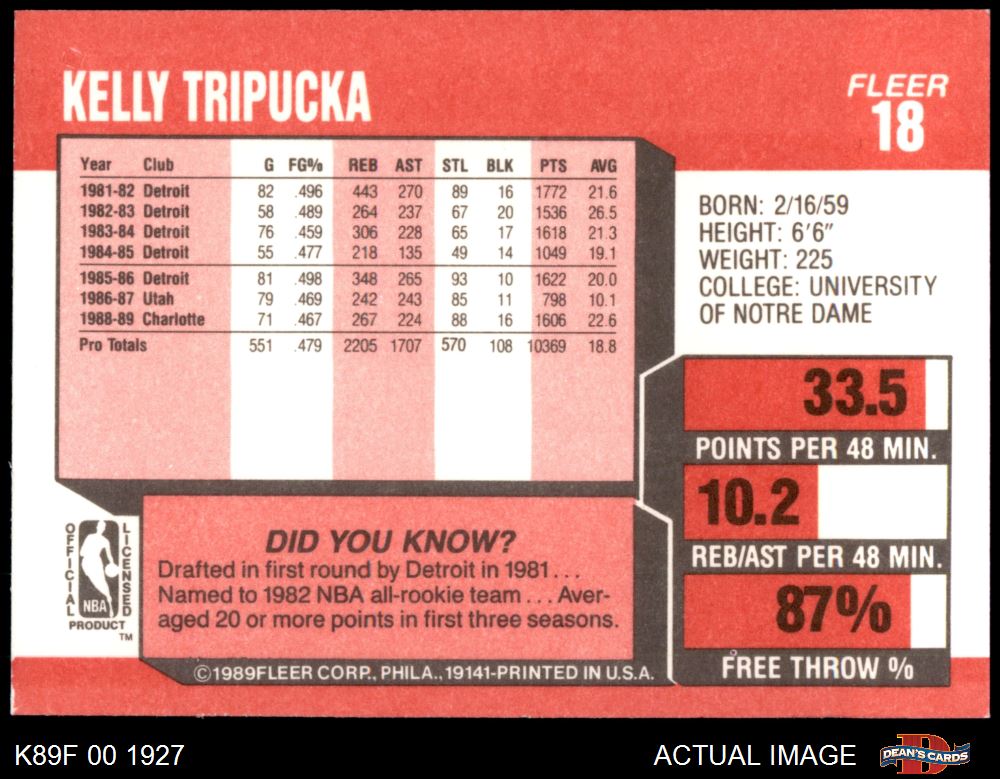 KELLY TRIPUCKA
FLEER
18
Year Club G FG% REB AST STL BLK PTS AVG
1981-82 Detroit 82 .496 443 270 89 16 1772 21.6
1982-83 Detroit 58 .489 264 237 67 20 1536 26.5
1983-84 Detroit 76 .459 306 228 65 17 1618 21.3
1984-85 Detroit 55 .477 218 135 49 14 1049 19.1
1985-86 Detroit 81 .498 348 265 93 10 1622 20.0
1986-87 Utah 79 .469 242 243 85 11 798 10.1
1988-89 Charlotte 71 .467 267 224 88 16 1606 22.6
Pro Totals 551 .479 2205 1707 570 108 10369 18.8
BORN: 2/16/59
HEIGHT: 6'6"
WEIGHT: 225
COLLEGE: UNIVERSITY
OF NOTRE DAME
33.5
POINTS PER 48 MIN.
10.2
REB/AST PER 48 MIN.
87%
FREE THROW %
OFFICIAL
LICENSED
NBA
PRODUCT
TM
DID YOU KNOW?
Drafted in first round by Detroit in 1981 . . .
Named to 1982 NBA all-rookie team . . . Aver-
aged 20 or more points in first three seasons.
©1989FLEER CORP., PHILA., 19141-PRINTED IN U.S.A.
K89F 00 1927
ACTUAL IMAGE
DEAN'S CARDS